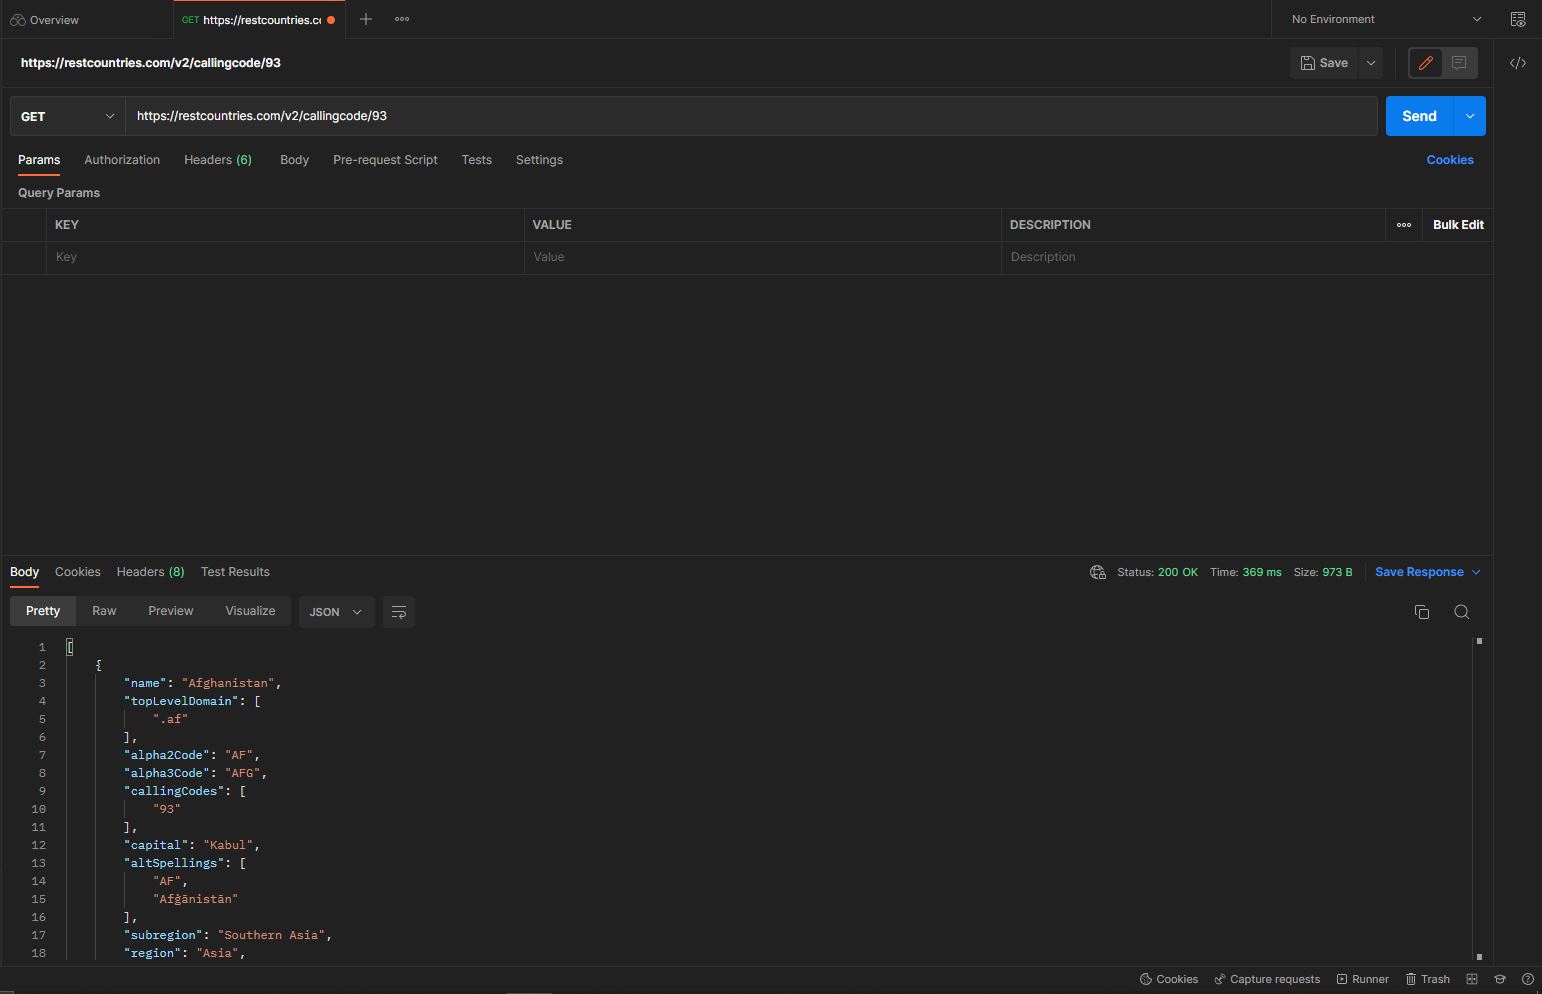 Overview
GET https://restcountries.co
No Environment
https://restcountries.com/v2/callingcode/93
Save
GET
https://restcountries.com/v2/callingcode/93
Send
Params Authorization Headers (6) Body Pre-request Script Tests Settings Cookies
Query Params
KEY VALUE DESCRIPTION Bulk Edit
Key Value Description
Body Cookies Headers (8) Test Results Status: 200 OK Time: 369 ms Size: 973 B Save Response
Pretty Raw Preview Visualize JSON
1 [
2 {
3 "name": "Afghanistan",
4 "topLevelDomain": [
5 ".af"
6 ],
7 "alpha2Code": "AF",
8 "alpha3Code": "AFG",
9 "callingCodes": [
10 "93"
11 ],
12 "capital": "Kabul",
13 "altSpellings": [
14 "AF",
15 "Afġānistān"
16 ],
17 "subregion": "Southern Asia",
18 "region": "Asia",
Cookies Capture requests Runner Trash